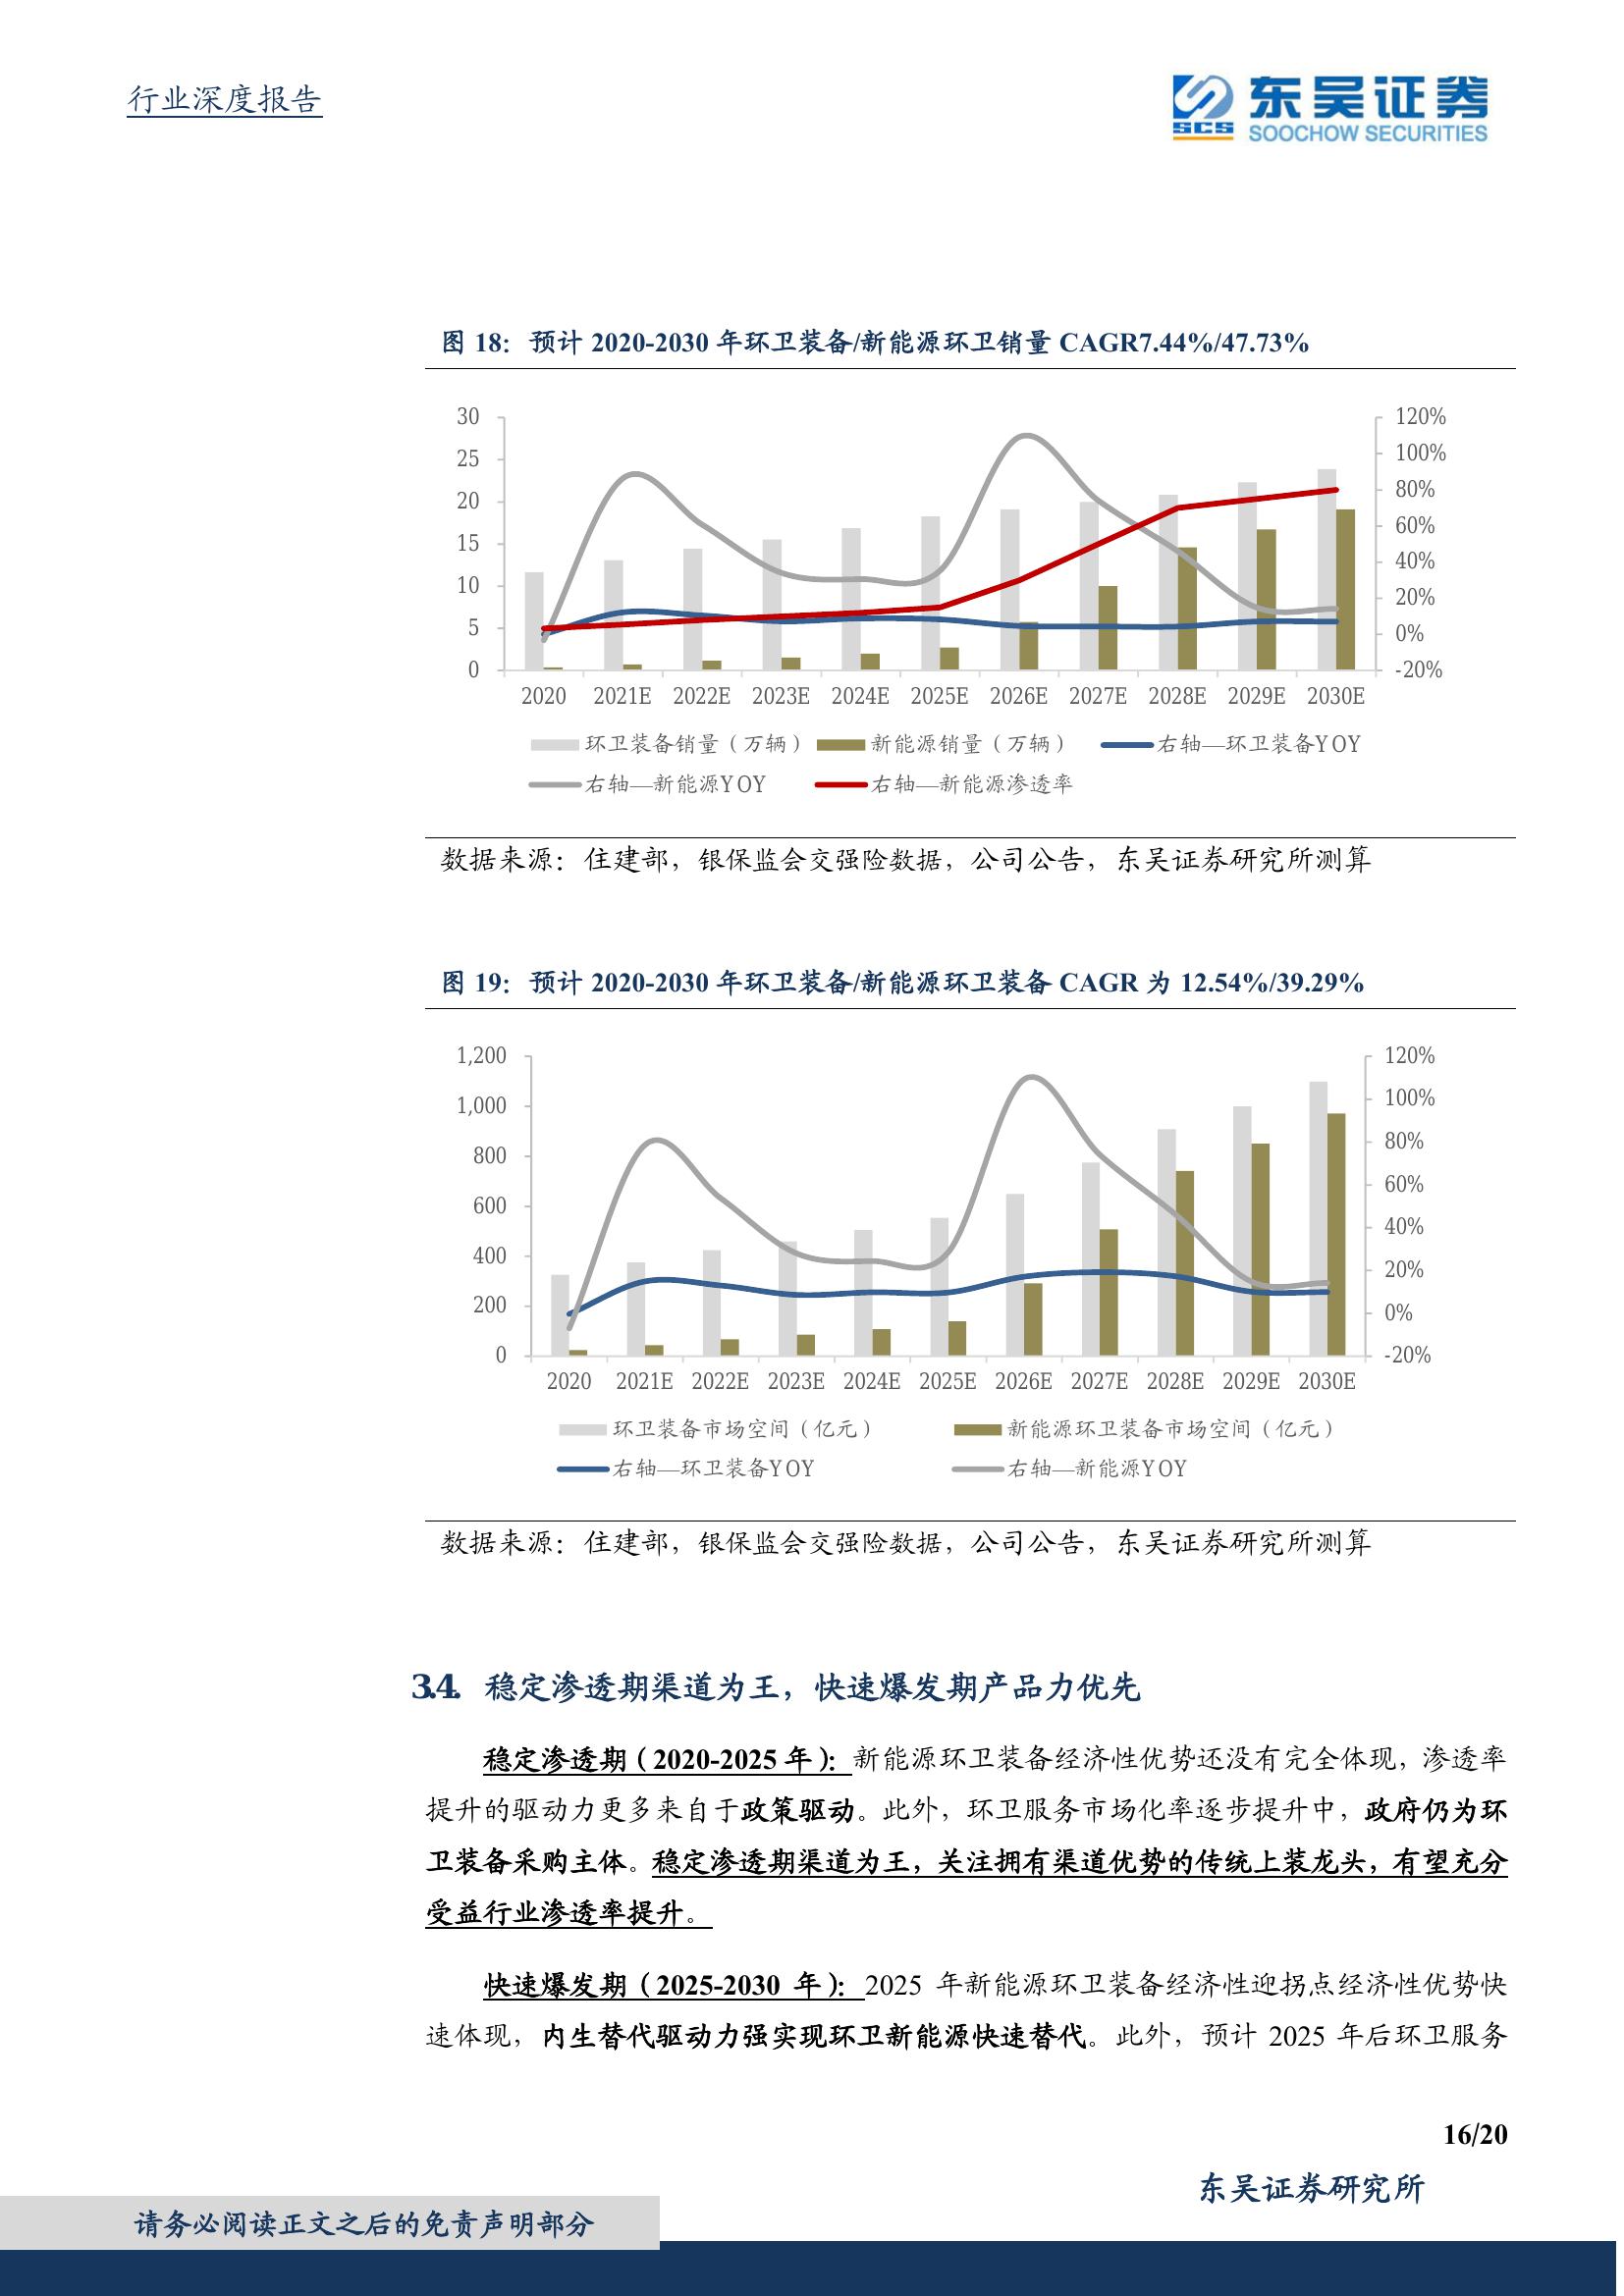 行业深度报告
SCS
东吴证券
SOOCHOW SECURITIES
图 18：预计 2020-2030 年环卫装备/新能源环卫销量 CAGR7.44%/47.73%
30
25
20
15
10
5
0
120%
100%
80%
60%
40%
20%
0%
-20%
2020 2021E 2022E 2023E 2024E 2025E 2026E 2027E 2028E 2029E 2030E
环卫装备销量（万辆） 新能源销量（万辆） 右轴—环卫装备YOY
右轴—新能源YOY 右轴—新能源渗透率
数据来源：住建部，银保监会交强险数据，公司公告，东吴证券研究所测算
图 19：预计 2020-2030 年环卫装备/新能源环卫装备 CAGR 为 12.54%/39.29%
1,200
1,000
800
600
400
200
0
120%
100%
80%
60%
40%
20%
0%
-20%
2020 2021E 2022E 2023E 2024E 2025E 2026E 2027E 2028E 2029E 2030E
环卫装备市场空间（亿元） 新能源环卫装备市场空间（亿元）
右轴—环卫装备YOY 右轴—新能源YOY
数据来源：住建部，银保监会交强险数据，公司公告，东吴证券研究所测算
3.4. 稳定渗透期渠道为王，快速爆发期产品力优先
稳定渗透期（2020-2025 年）：新能源环卫装备经济性优势还没有完全体现，渗透率
提升的驱动力更多来自于政策驱动。此外，环卫服务市场化率逐步提升中，政府仍为环
卫装备采购主体。稳定渗透期渠道为王，关注拥有渠道优势的传统上装龙头，有望充分
受益行业渗透率提升。
快速爆发期（2025-2030 年）：2025 年新能源环卫装备经济性迎拐点经济性优势快
速体现，内生替代驱动力强实现环卫新能源快速替代。此外，预计 2025 年后环卫服务
16/20
东吴证券研究所
请务必阅读正文之后的免责声明部分